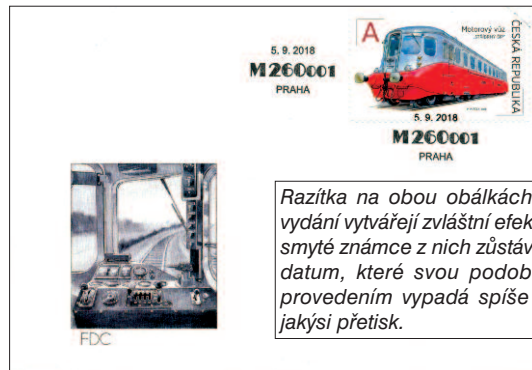 5. 9. 2018
M260001
PRAHA
A
Motorový vůz
ČESKÁ REPUBLIKA
5. 9. 2018
M260001
PRAHA
Razítka na obou obálkách
vydání vytvářejí zvláštní efek
smyté známce z nich zůstáv
datum, které svou podob
provedením vypadá spíše
jakýsi přetisk.
FDC